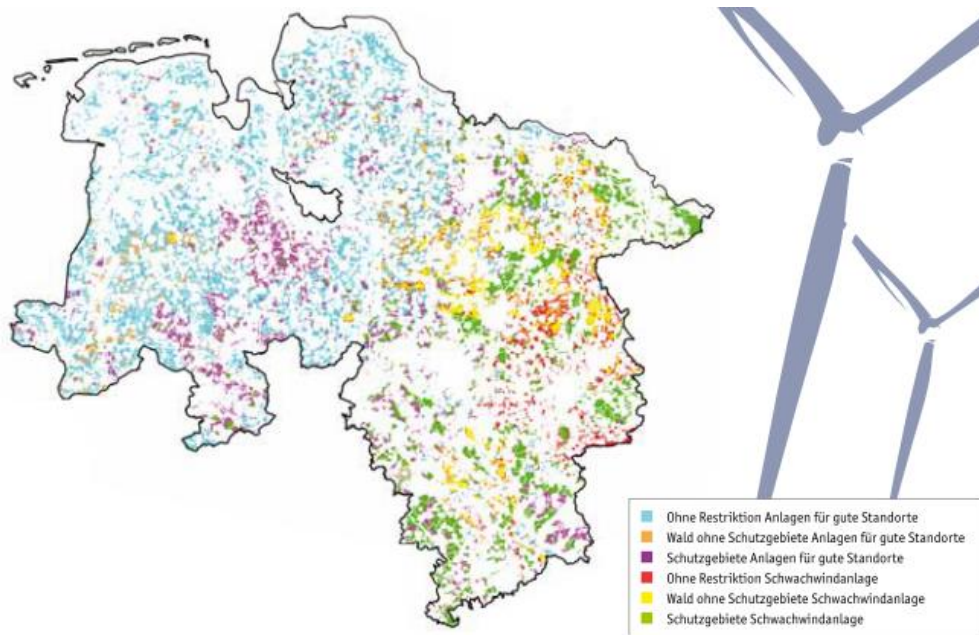 Ohne Restriktion Anlagen für gute Standorte
Wald ohne Schutzgebiete Anlagen für gute Standorte
Schutzgebiete Anlagen für gute Standorte
Ohne Restriktion Schwachwindanlage
Wald ohne Schutzgebiete Schwachwindanlage
Schutzgebiete Schwachwindanlage